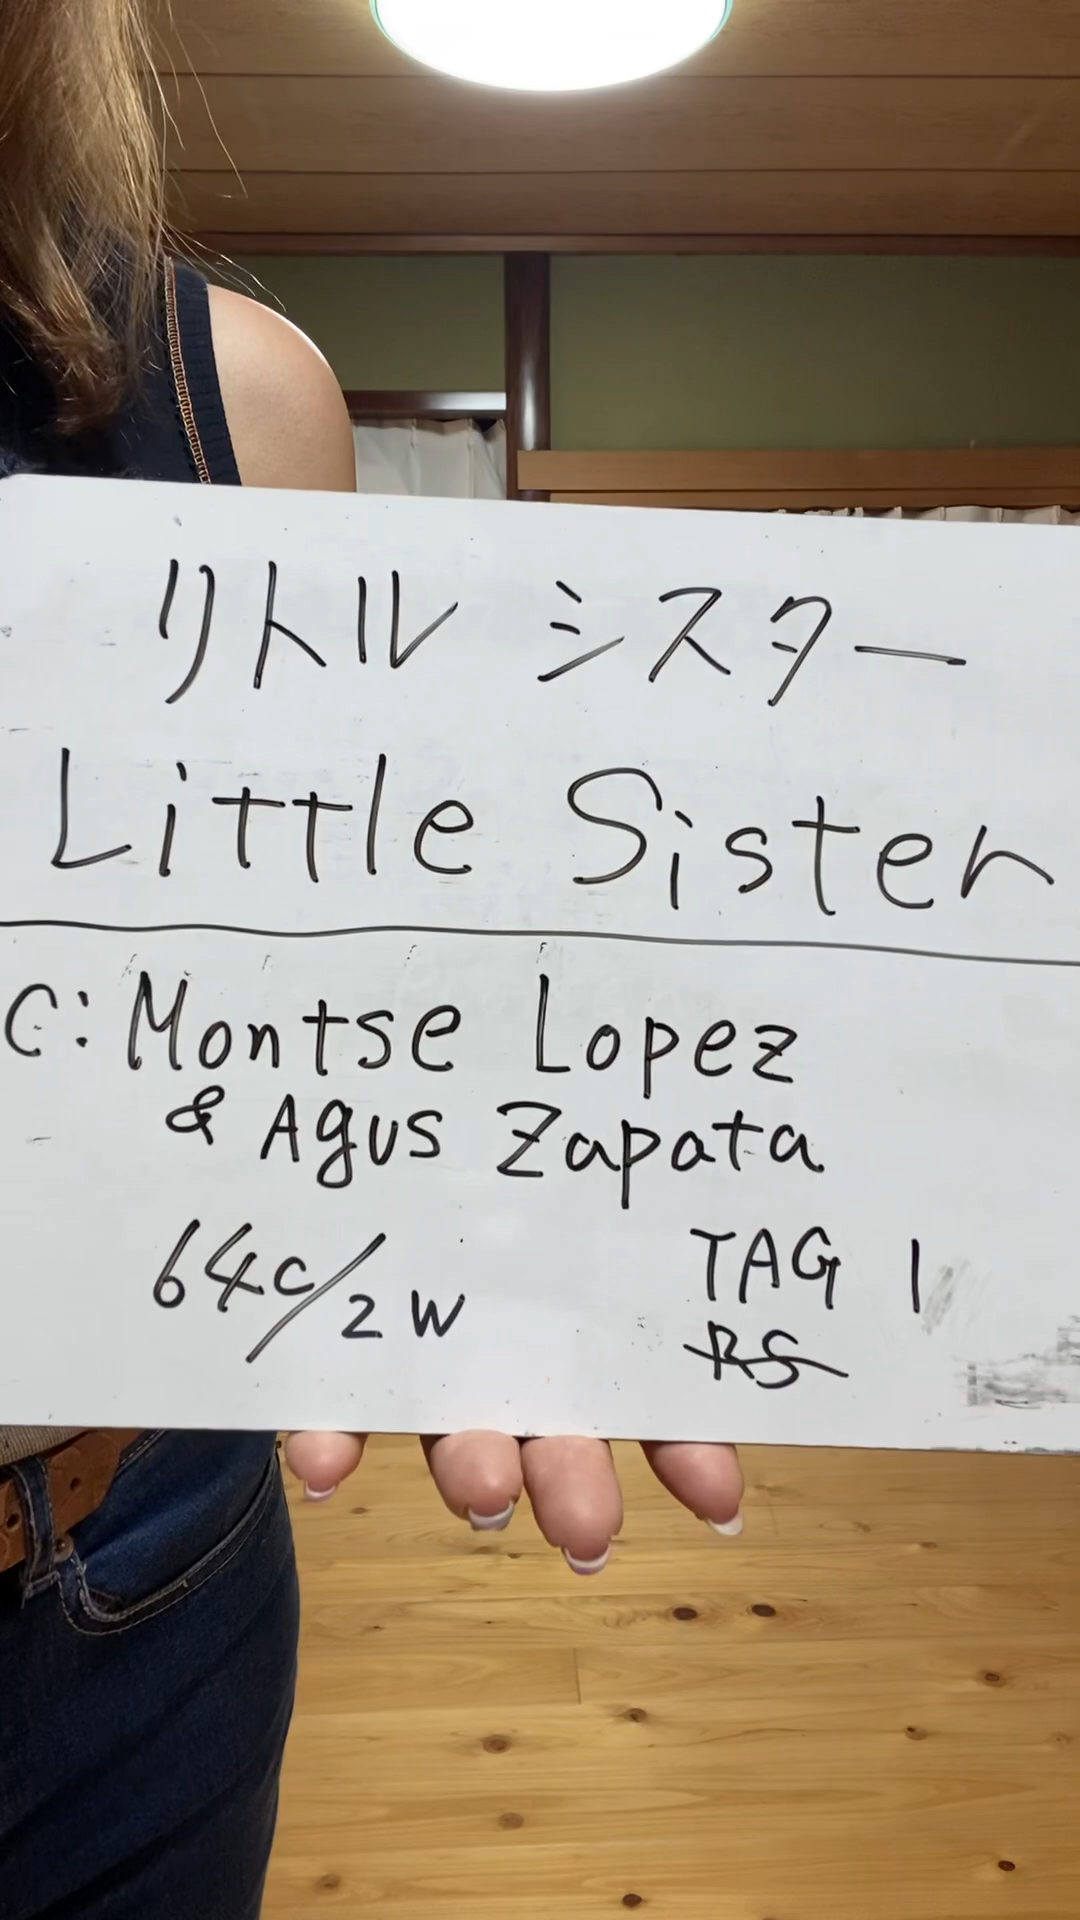 リトル シスター
Little Sister
C: Montse Lopez
& Agus Zapata
64c/2w TAG 1
RS